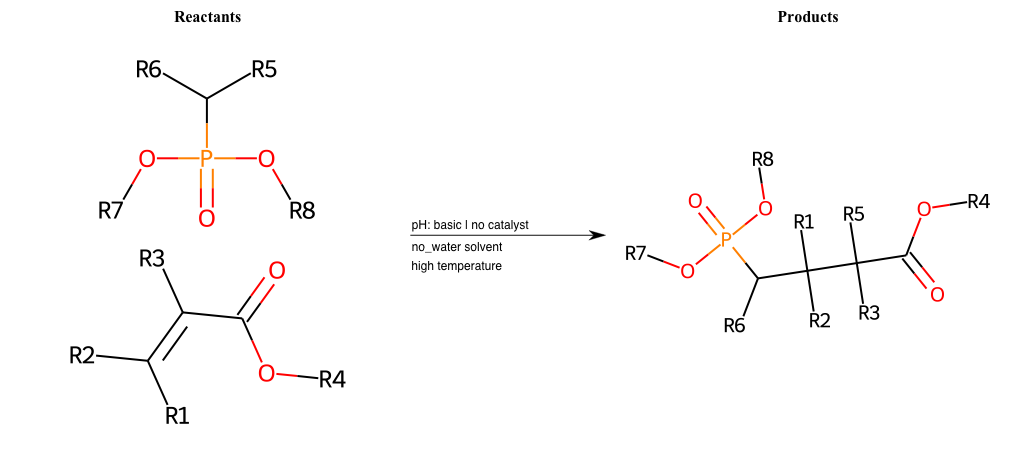 Reactants
Products
R6
R5
O
P
O
R7
O
R8
R3
O
R2
O
R4
R1
pH: basic | no catalyst
no_water solvent
high temperature
R8
O
O
R1
R5
O
R4
R7
P
O
O
R6
R2
R3